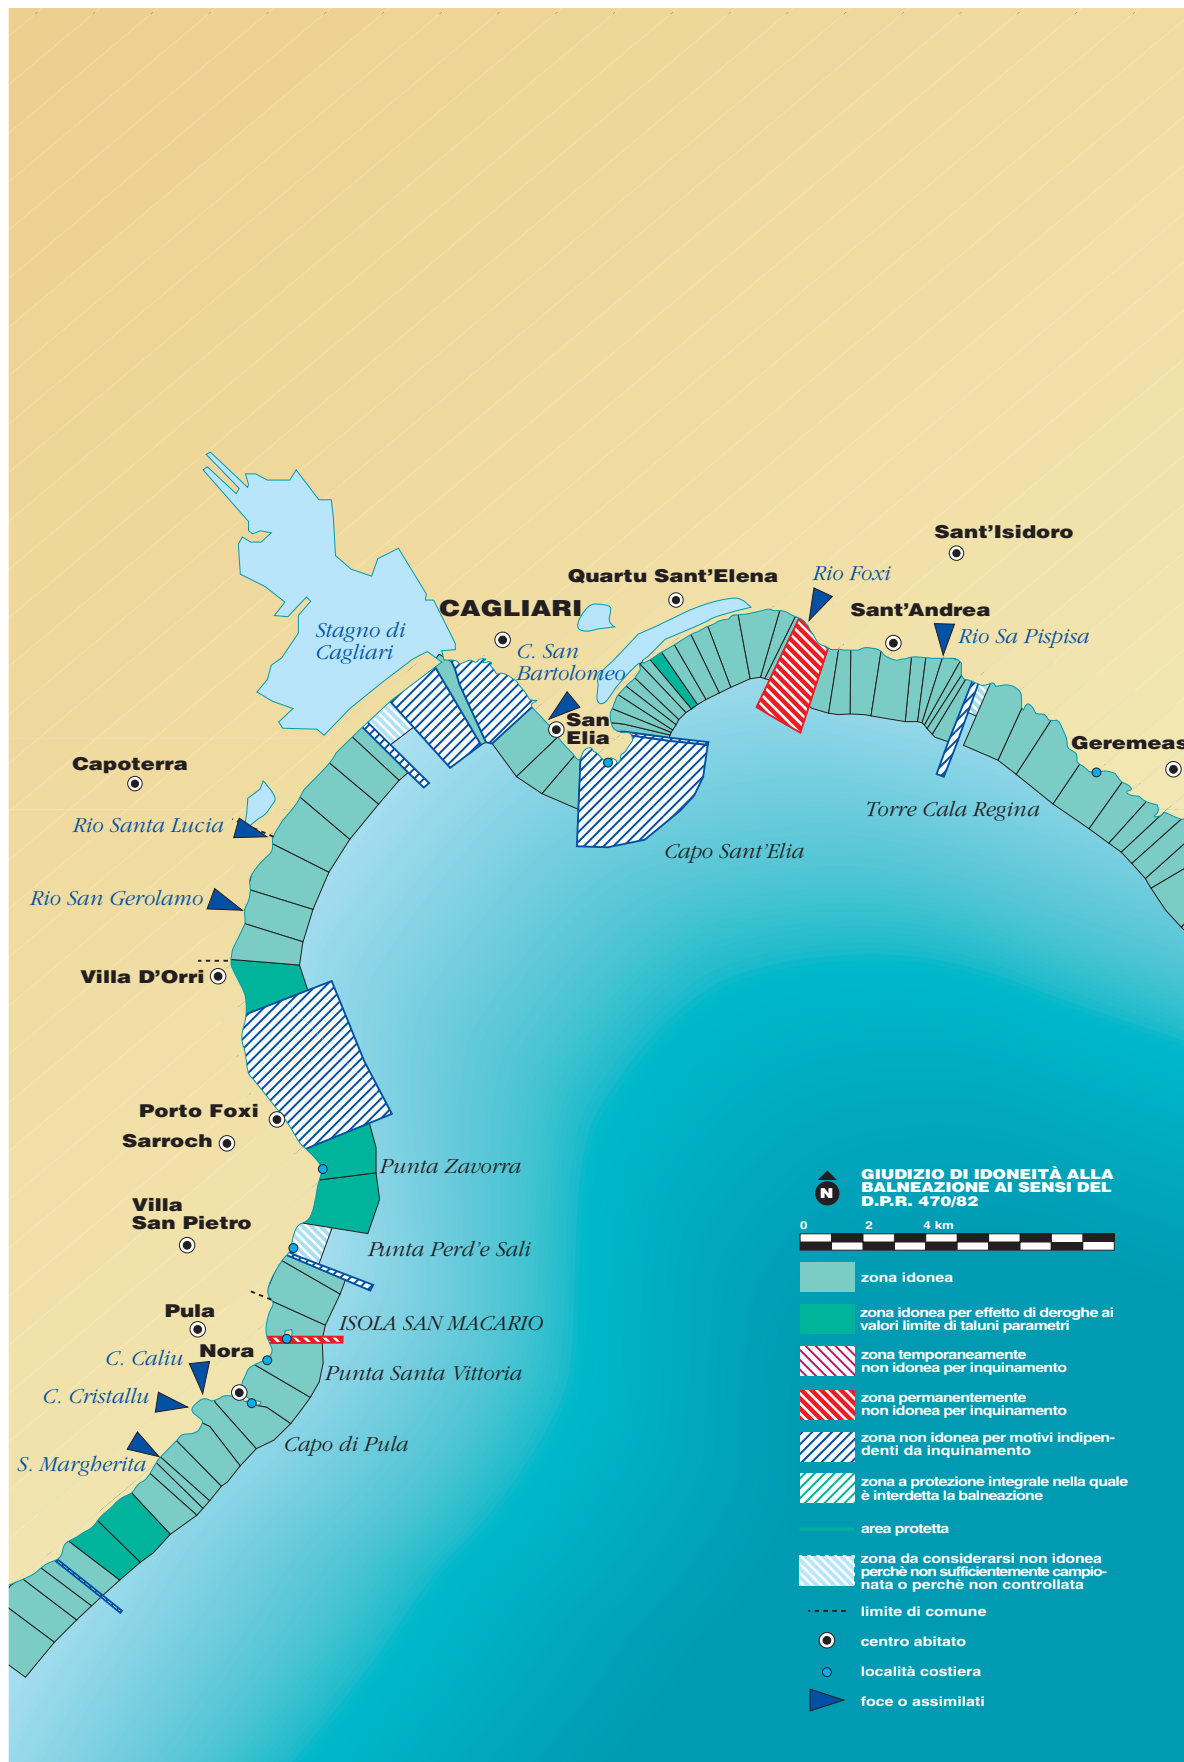 Sant'Isidoro
Rio Foxi
Quartu Sant'Elena
CAGLIARI
Sant'Andrea
Stagno di
Cagliari
C. San
Bartolomeo
Rio Sa Pispisa
San
Elia
Geremeas
Capoterra
Torre Cala Regina
Rio Santa Lucia
Capo Sant'Elia
Rio San Gerolamo
Villa D'Orri
Porto Foxi
Sarroch
Punta Zavorra
Villa
San Pietro
Punta Perd'e Sali
Pula
ISOLA SAN MACARIO
Nora
C. Caliu
Punta Santa Vittoria
C. Cristallu
Capo di Pula
S. Margherita
N
GIUDIZIO DI IDONEITÀ ALLA
BALNEAZIONE AI SENSI DEL
D.P.R. 470/82
0 2 4 km
zona idonea
zona idonea per effetto di deroghe ai
valori limite di taluni parametri
zona temporaneamente
non idonea per inquinamento
zona permanentemente
non idonea per inquinamento
zona non idonea per motivi indipen-
denti da inquinamento
zona a protezione integrale nella quale
è interdetta la balneazione
area protetta
zona da considerarsi non idonea
perchè non sufficientemente campio-
nata o perchè non controllata
limite di comune
centro abitato
località costiera
foce o assimilati